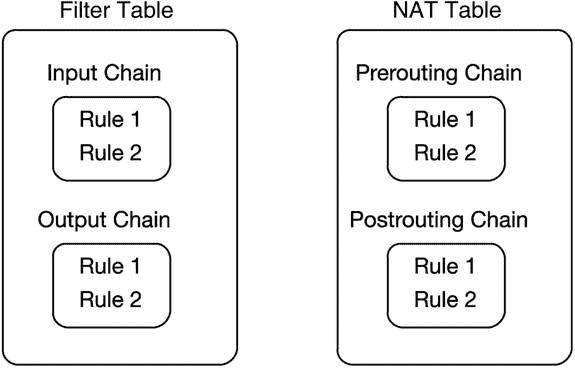 Filter Table
Input Chain
Rule 1
Rule 2
Output Chain
Rule 1
Rule 2
NAT Table
Prerouting Chain
Rule 1
Rule 2
Postrouting Chain
Rule 1
Rule 2